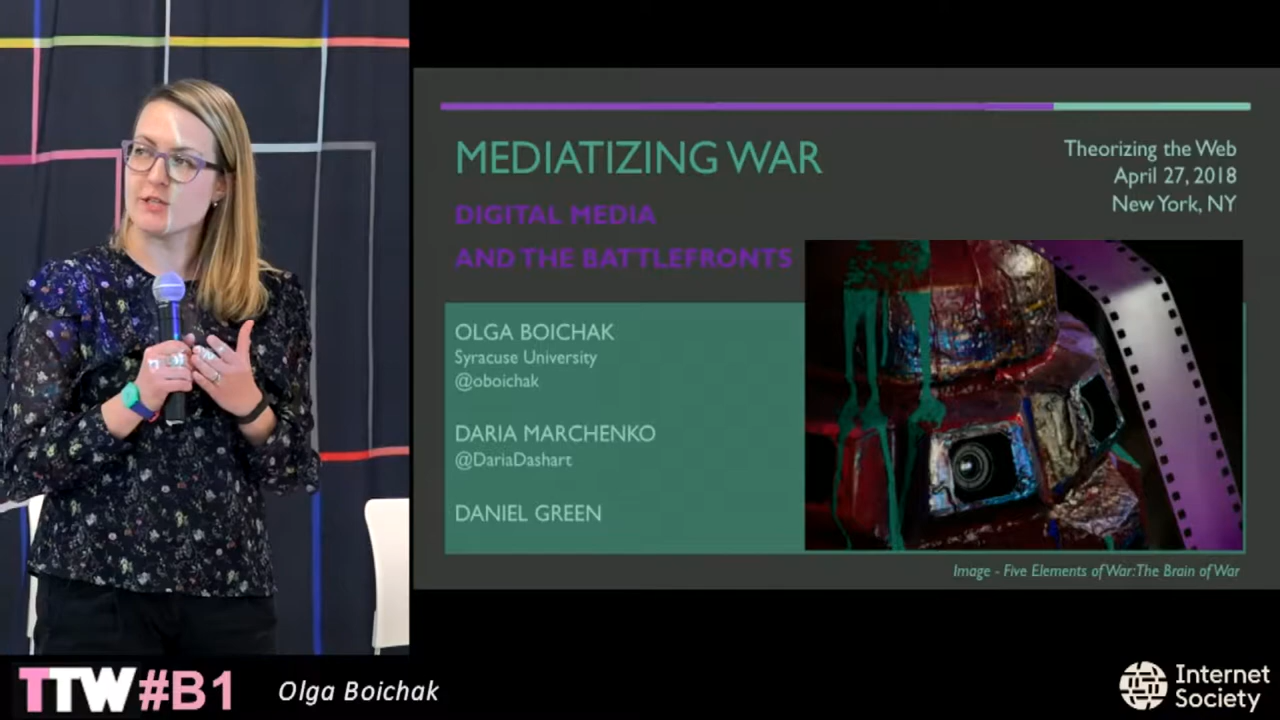 MEDIATIZING WAR
DIGITAL MEDIA
AND THE BATTLEFRONTS
Theorizing the Web
April 27, 2018
New York, NY
OLGA BOICHAK
Syracuse University
@oboichak
DARIA MARCHENKO
@DariaDashart
DANIEL GREEN
Image - Five Elements of War: The Brain of War
TTW#B1
Olga Boichak
Internet
Society